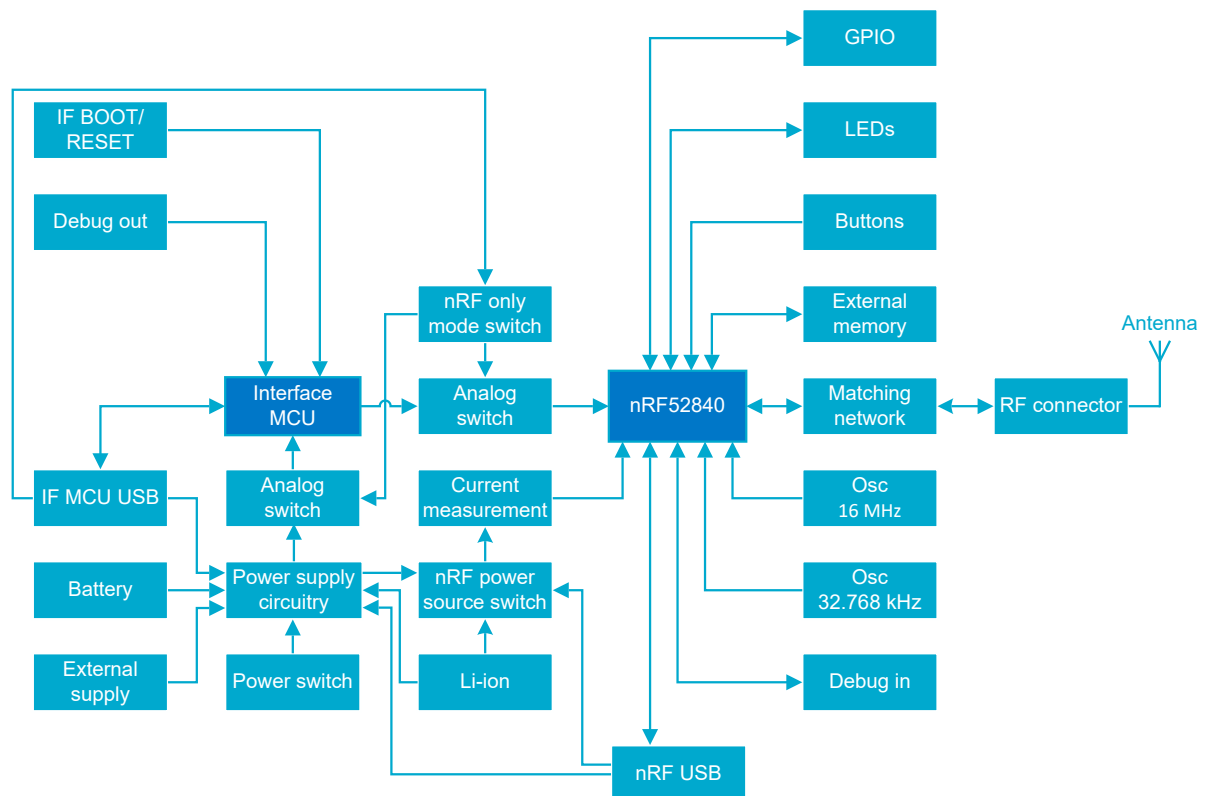 GPIO
IF BOOT/
RESET
LEDs
Debug out
Buttons
nRF only
mode switch
External
memory
Antenna
Interface
MCU
Analog
switch
nRF52840
Matching
network
RF connector
IF MCU USB
Analog
switch
Current
measurement
Osc
16 MHz
Battery
Power supply
circuitry
nRF power
source switch
Osc
32.768 kHz
External
supply
Power switch
Li-ion
Debug in
nRF USB